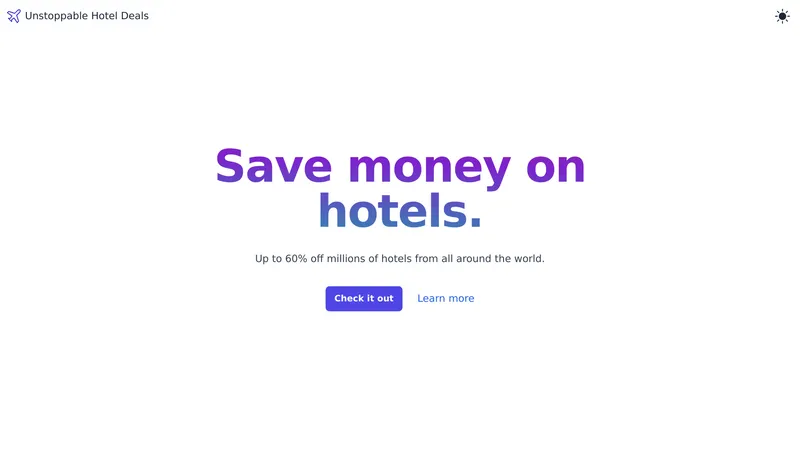 Unstoppable Hotel Deals
Save money on
hotels.
Up to 60% off millions of hotels from all around the world.
Check it out
Learn more